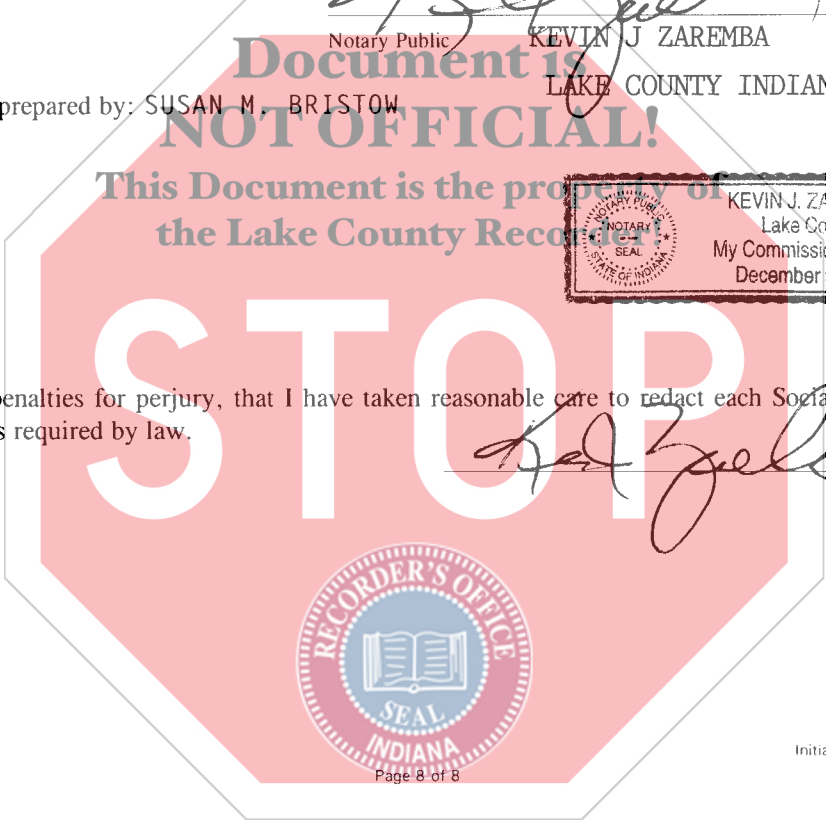 Notary Public KEVIN J ZAREMBA
Document is
LAKE COUNTY INDIAN
prepared by: SUSAN M. BRISTOW
NOT OFFICIAL!
This Document is the property of
the Lake County Recorder!
NOTARY PUBLIC
NOTARY
SEAL
STATE OF INDIANA
KEVIN J. ZA
Lake Co
My Commissi
December
STOP
penalties for perjury, that I have taken reasonable care to redact each Socia
s required by law.
RECORDER'S OFFICE
SEAL
INDIANA
Initia
Page 8 of 8